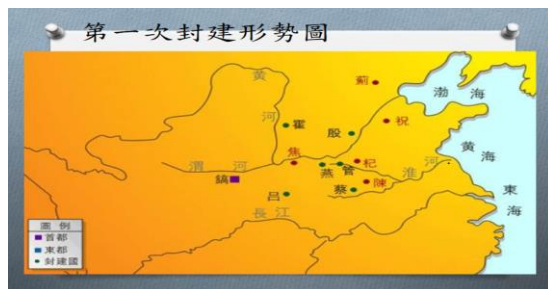 第一次封建形勢圖
薊
黃
河
渤海
霍
殷
祝
焦
黃海
渭河
杞
淮河
燕
管
鎬
呂
蔡
陳
東海
長江
圖例
首都
東都
封建國